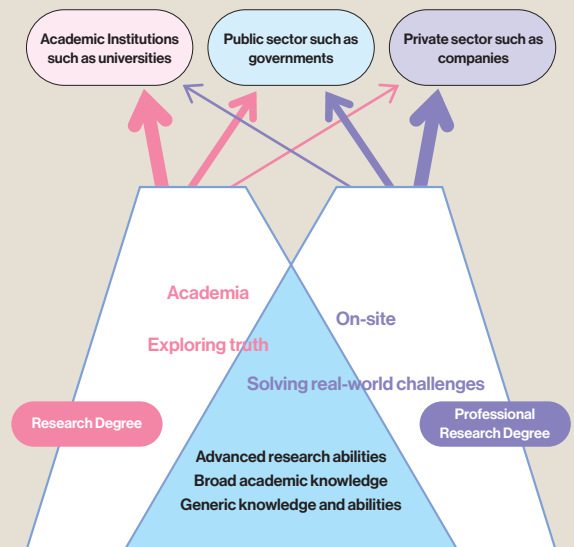 Academic Institutions
such as universities
Public sector such as
governments
Private sector such as
companies
Academia
On-site
Exploring truth
Solving real-world challenges
Research Degree
Professional
Research Degree
Advanced research abilities
Broad academic knowledge
Generic knowledge and abilities